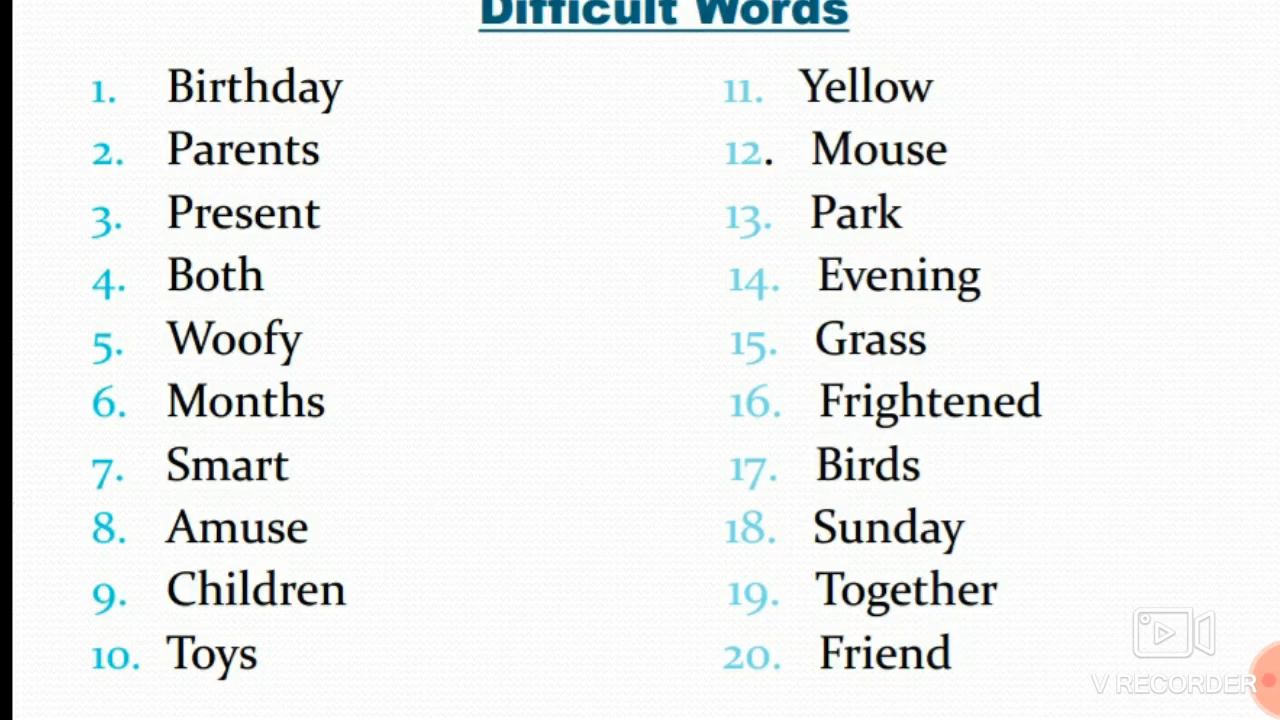 Difficult Words
1. Birthday
2. Parents
3. Present
4. Both
5. Woofy
6. Months
7. Smart
8. Amuse
9. Children
10. Toys
11. Yellow
12. Mouse
13. Park
14. Evening
15. Grass
16. Frightened
17. Birds
18. Sunday
19. Together
20. Friend
V RECORDER